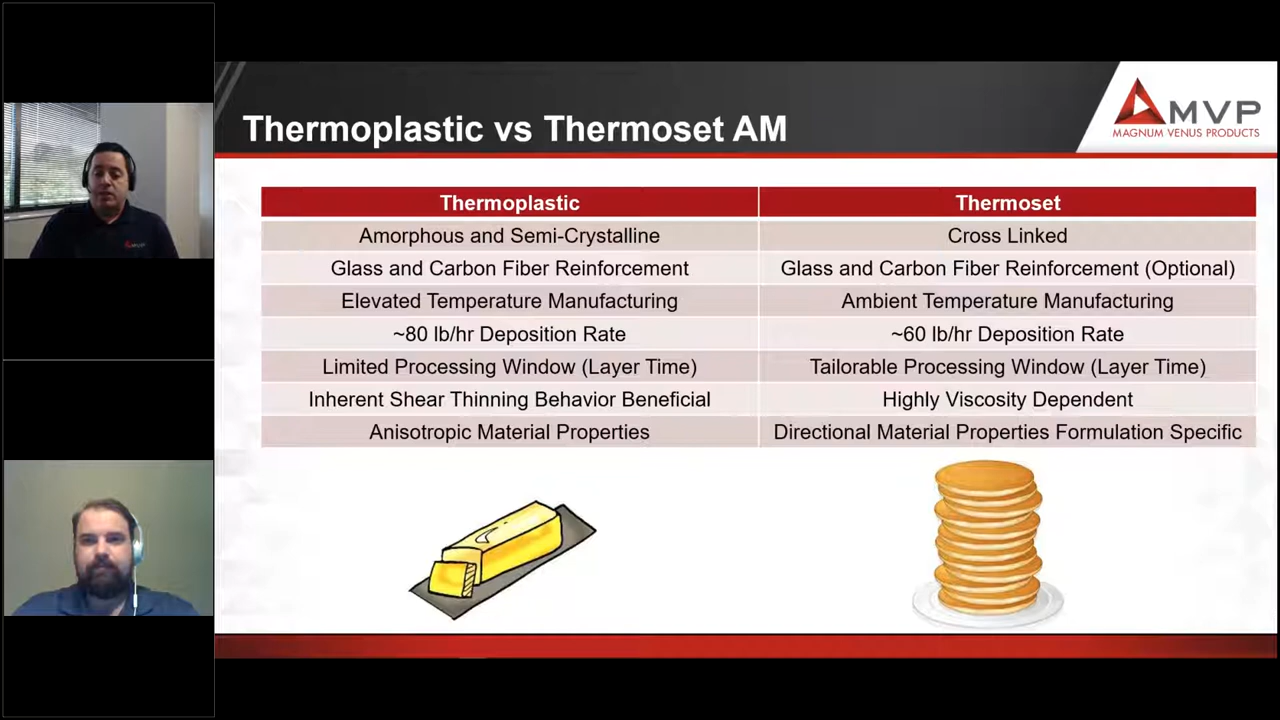 Thermoplastic vs Thermoset AM
MVP
MAGNUM VENUS PRODUCTS
Thermoplastic
Thermoset
Amorphous and Semi-Crystalline
Cross Linked
Glass and Carbon Fiber Reinforcement
Glass and Carbon Fiber Reinforcement (Optional)
Elevated Temperature Manufacturing
Ambient Temperature Manufacturing
~80 lb/hr Deposition Rate
~60 lb/hr Deposition Rate
Limited Processing Window (Layer Time)
Tailorable Processing Window (Layer Time)
Inherent Shear Thinning Behavior Beneficial
Highly Viscosity Dependent
Anisotropic Material Properties
Directional Material Properties Formulation Specific
MVP